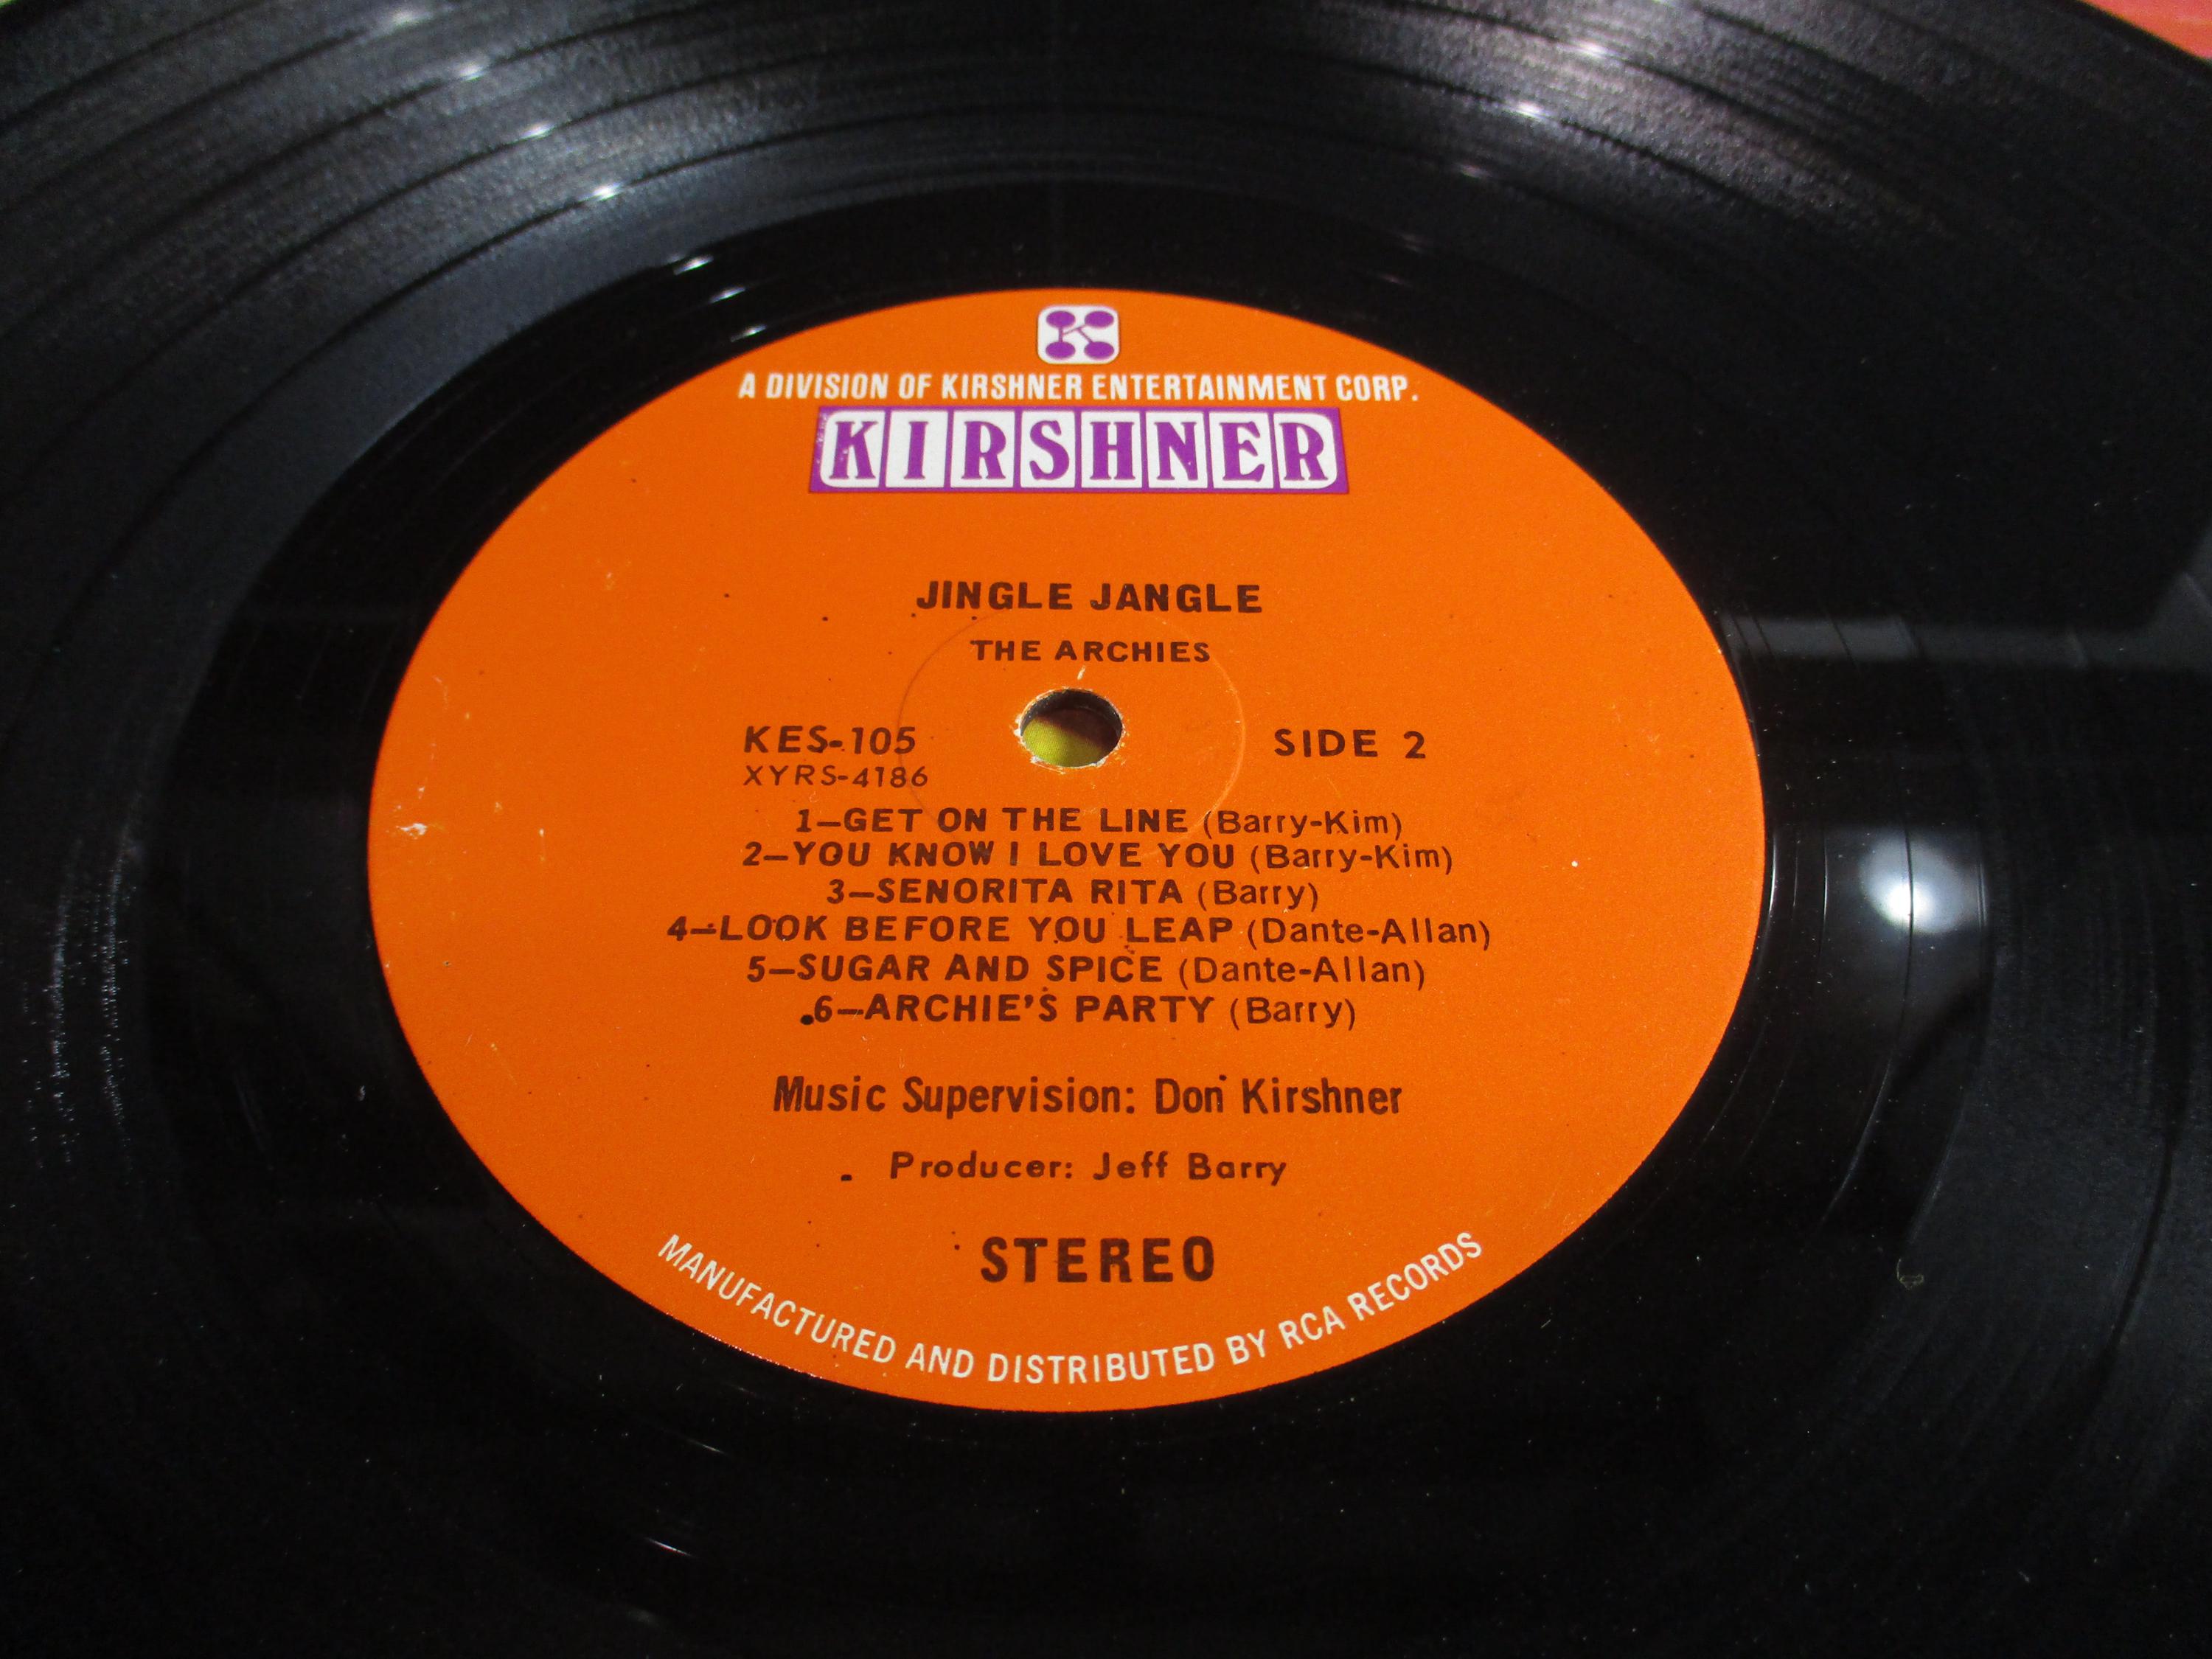 K
A DIVISION OF KIRSHNER ENTERTAINMENT CORP.
KIRSHNER
JINGLE JANGLE
THE ARCHIES
KES-105
SIDE 2
XYRS-4186
1—GET ON THE LINE (Barry-Kim)
2—YOU KNOW I LOVE YOU (Barry-Kim)
3—SENORITA RITA (Barry)
4—LOOK BEFORE YOU LEAP (Dante-Allan)
5—SUGAR AND SPICE (Dante-Allan)
6—ARCHIE'S PARTY (Barry)
Music Supervision: Don Kirshner
Producer: Jeff Barry
STEREO
MANUFACTURED AND DISTRIBUTED BY RCA RECORDS